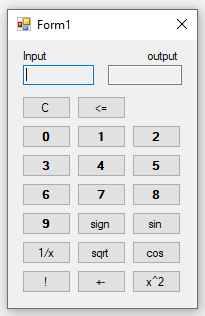 Form1
Input output
C <=
0 1 2
3 4 5
6 7 8
9 sign sin
1/x sqrt cos
! +- x^2